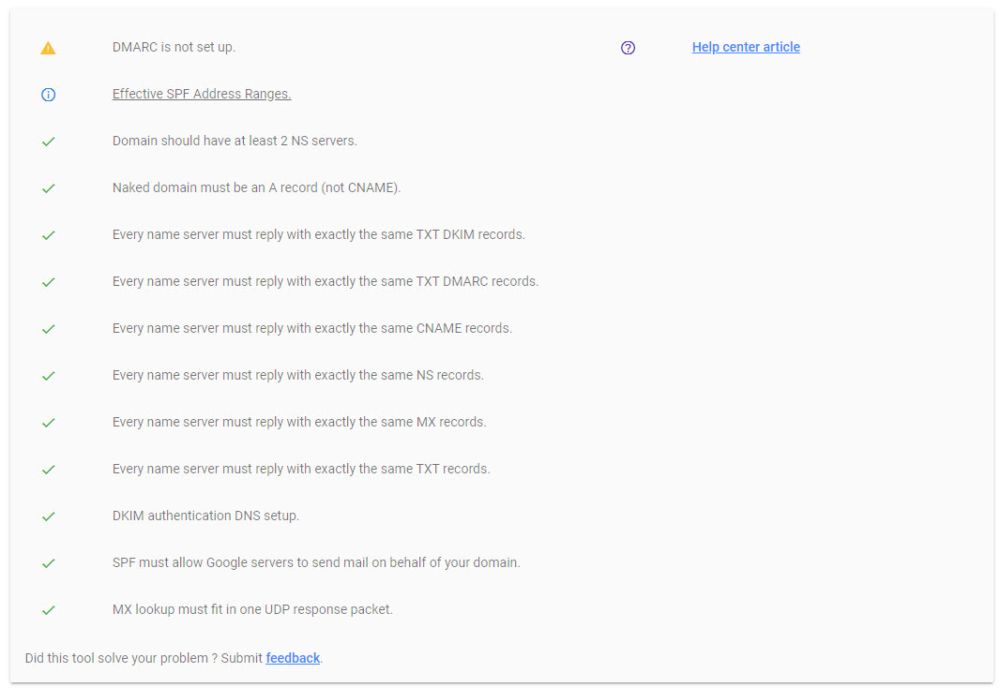 DMARC is not set up. Help center article
Effective SPF Address Ranges.
Domain should have at least 2 NS servers.
Naked domain must be an A record (not CNAME).
Every name server must reply with exactly the same TXT DKIM records.
Every name server must reply with exactly the same TXT DMARC records.
Every name server must reply with exactly the same CNAME records.
Every name server must reply with exactly the same NS records.
Every name server must reply with exactly the same MX records.
Every name server must reply with exactly the same TXT records.
DKIM authentication DNS setup.
SPF must allow Google servers to send mail on behalf of your domain.
MX lookup must fit in one UDP response packet.
Did this tool solve your problem ? Submit feedback.